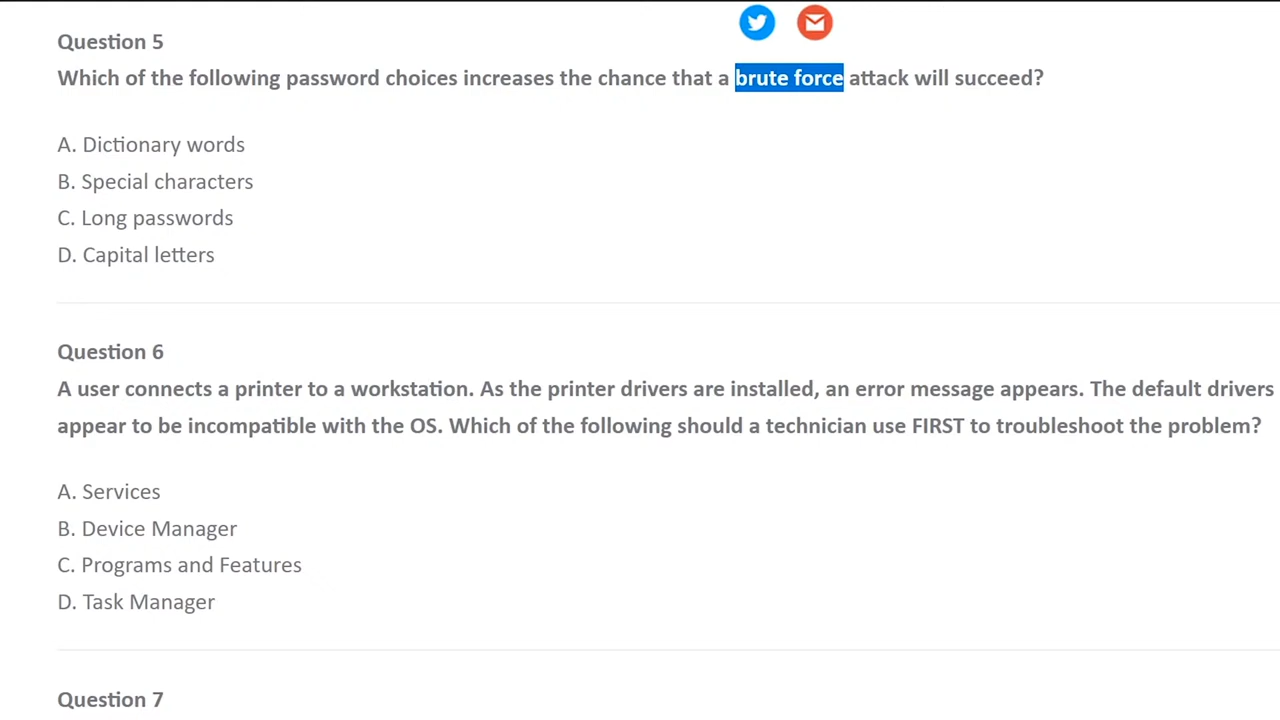 Question 5
Which of the following password choices increases the chance that a brute force attack will succeed?
A. Dictionary words
B. Special characters
C. Long passwords
D. Capital letters
Question 6
A user connects a printer to a workstation. As the printer drivers are installed, an error message appears. The default drivers
appear to be incompatible with the OS. Which of the following should a technician use FIRST to troubleshoot the problem?
A. Services
B. Device Manager
C. Programs and Features
D. Task Manager
Question 7